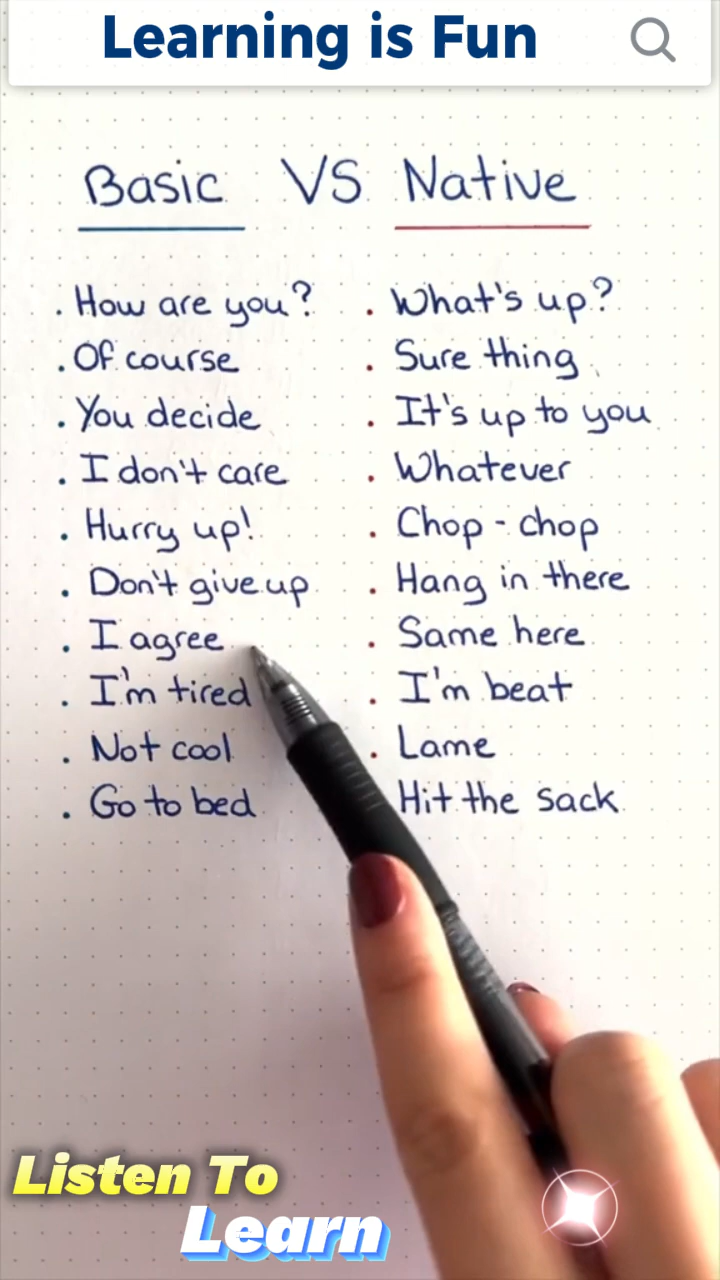 Learning is Fun
Basic VS Native
. How are you? . What's up?
. Of course . Sure thing
. You decide . It's up to you
. I don't care . Whatever
. Hurry up! . Chop - chop
. Don't give up . Hang in there
. I agree . Same here
. I'm tired . I'm beat
. Not cool . Lame
. Go to bed Hit the sack
Listen To
Learn